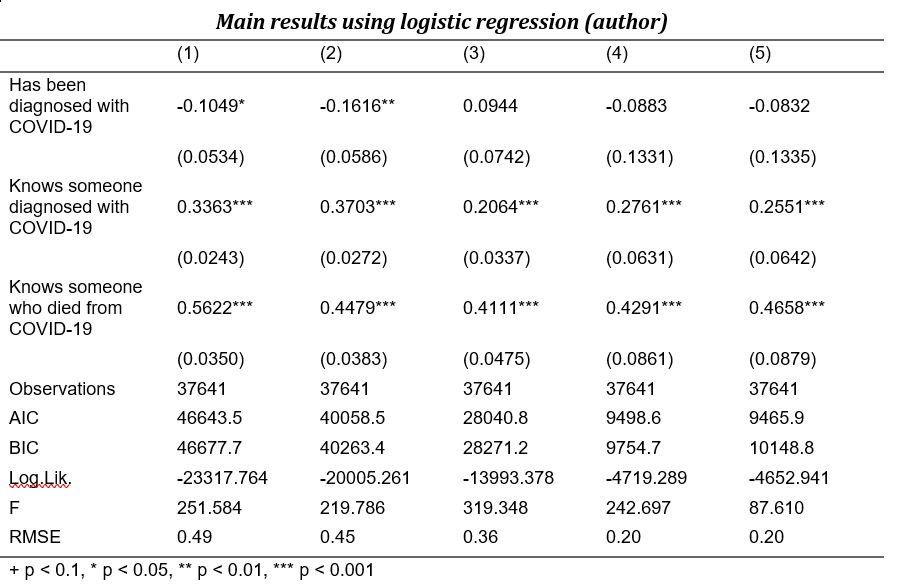 Main results using logistic regression (author)
(1) (2) (3) (4) (5)
Has been
diagnosed with -0.1049* -0.1616** 0.0944 -0.0883 -0.0832
COVID-19
(0.0534) (0.0586) (0.0742) (0.1331) (0.1335)
Knows someone
diagnosed with 0.3363*** 0.3703*** 0.2064*** 0.2761*** 0.2551***
COVID-19
(0.0243) (0.0272) (0.0337) (0.0631) (0.0642)
Knows someone
who died from 0.5622*** 0.4479*** 0.4111*** 0.4291*** 0.4658***
COVID-19
(0.0350) (0.0383) (0.0475) (0.0861) (0.0879)
Observations 37641 37641 37641 37641 37641
AIC 46643.5 40058.5 28040.8 9498.6 9465.9
BIC 46677.7 40263.4 28271.2 9754.7 10148.8
Log.Lik. -23317.764 -20005.261 -13993.378 -4719.289 -4652.941
F 251.584 219.786 319.348 242.697 87.610
RMSE 0.49 0.45 0.36 0.20 0.20
+ p < 0.1, * p < 0.05, ** p < 0.01, *** p < 0.001